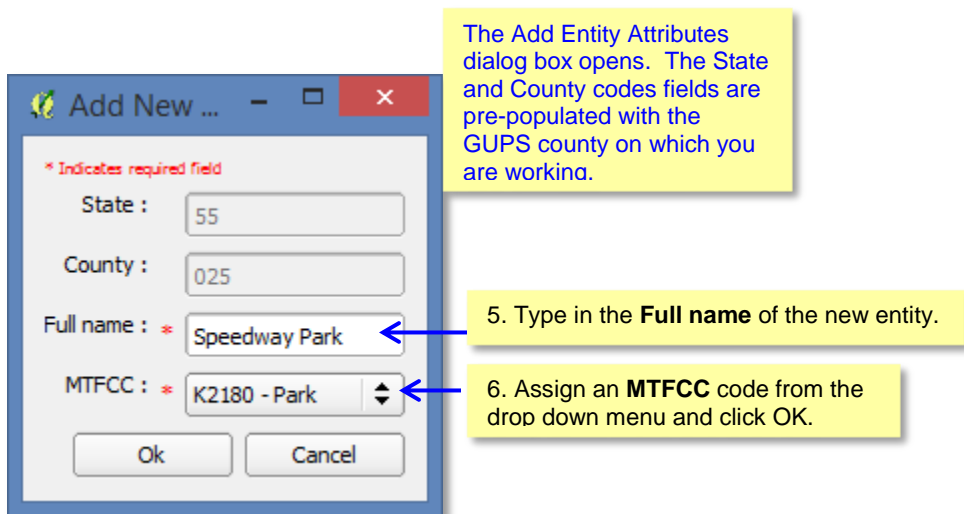 The Add Entity Attributes
dialog box opens.  The State
and County codes fields are
pre-populated with the
GUPS county on which you
are working.
Add New ...
* Indicates required field
State :
55
County :
025
Full name : *
Speedway Park
5. Type in the Full name of the new entity.
MTFCC : *
K2180 - Park
6. Assign an MTFCC code from the
drop down menu and click OK.
Ok
Cancel